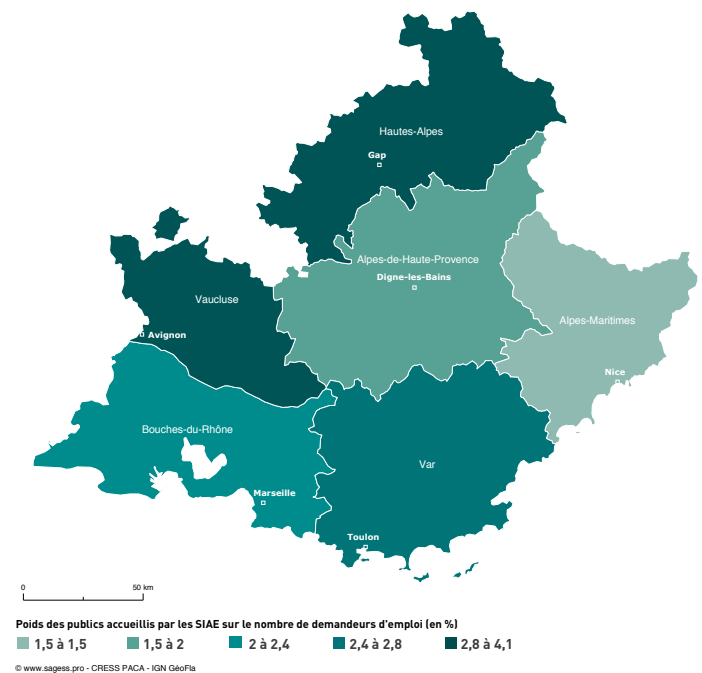 Hautes-Alpes
Gap
Alpes-de-Haute-Provence
Digne-les-Bains
Vaucluse
Alpes-Maritimes
Avignon
Nice
Bouches-du-Rhône
Var
Marseille
Toulon
0 50 km
Poids des publics accueillis par les SIAE sur le nombre de demandeurs d'emploi (en %)
1,5 à 1,5 1,5 à 2 2 à 2,4 2,4 à 2,8 2,8 à 4,1
© www.sagess.pro - CRESS PACA - IGN GéoFla